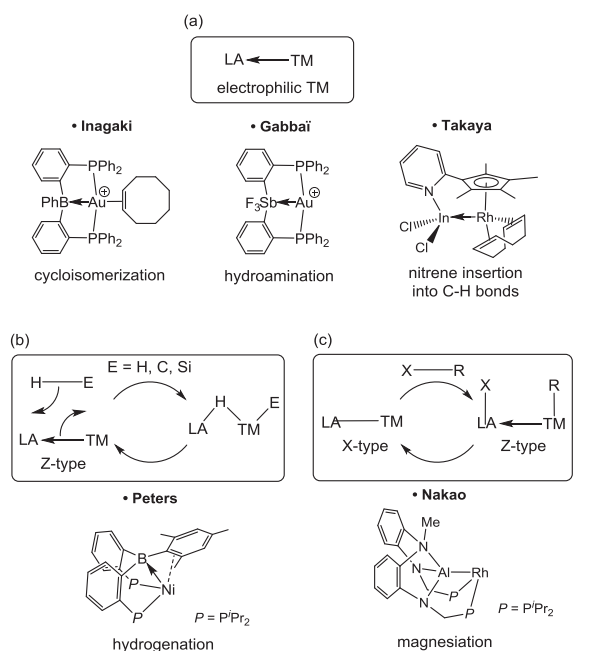 (a)
LA TM
electrophilic TM
• Inagaki
PPh2
PhB Au ⊕
PPh2
cycloisomerization
• Gabbaï
PPh2
F3Sb Au ⊕
PPh2
hydroamination
• Takaya
N
In Rh
Cl
Cl
nitrene insertion
into C-H bonds
(b)
E = H, C, Si
H E
LA TM
Z-type
H E
LA TM
• Peters
B
P Ni
P
P = PiPr2
hydrogenation
(c)
X R
LA TM
X-type
X R
LA TM
Z-type
• Nakao
Me
N
N Al Rh
N P
P
P = PiPr2
magnesiation